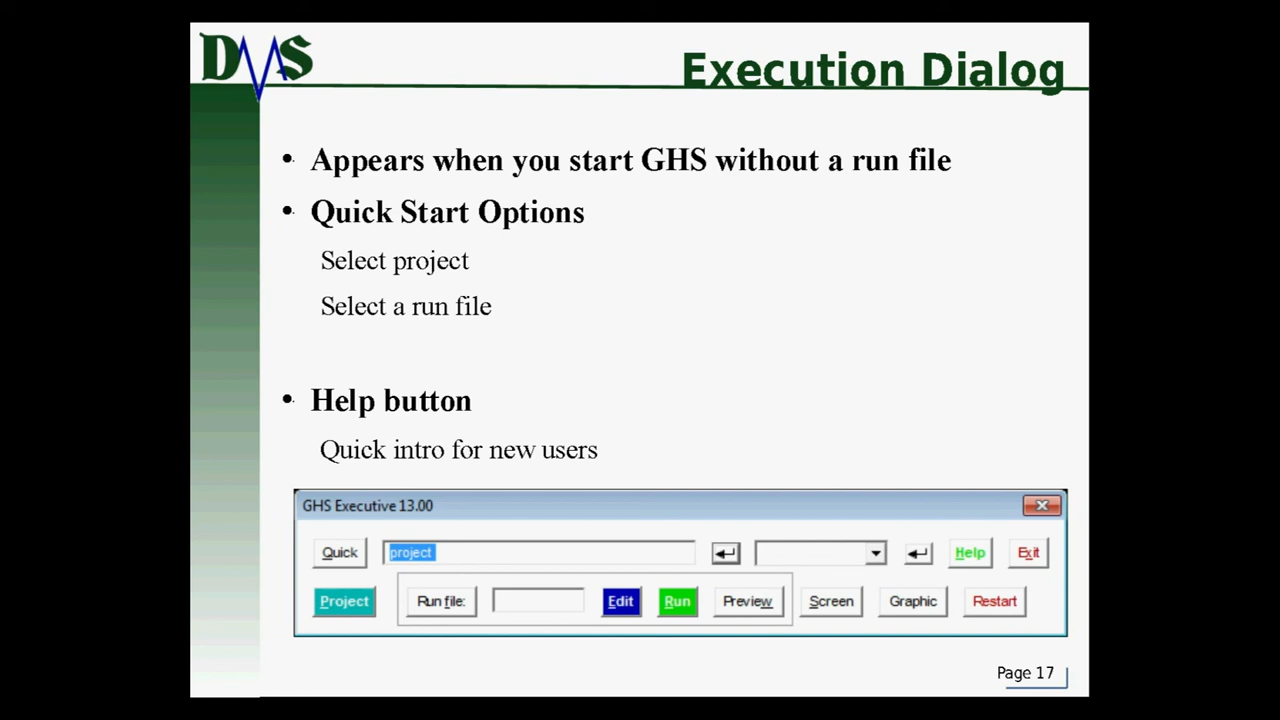 DMS
Execution Dialog
• Appears when you start GHS without a run file
• Quick Start Options
Select project
Select a run file
• Help button
Quick intro for new users
GHS Executive 13.00
Quick project Help Exit
Project Run file: Edit Run Preview Screen Graphic Restart
Page 17